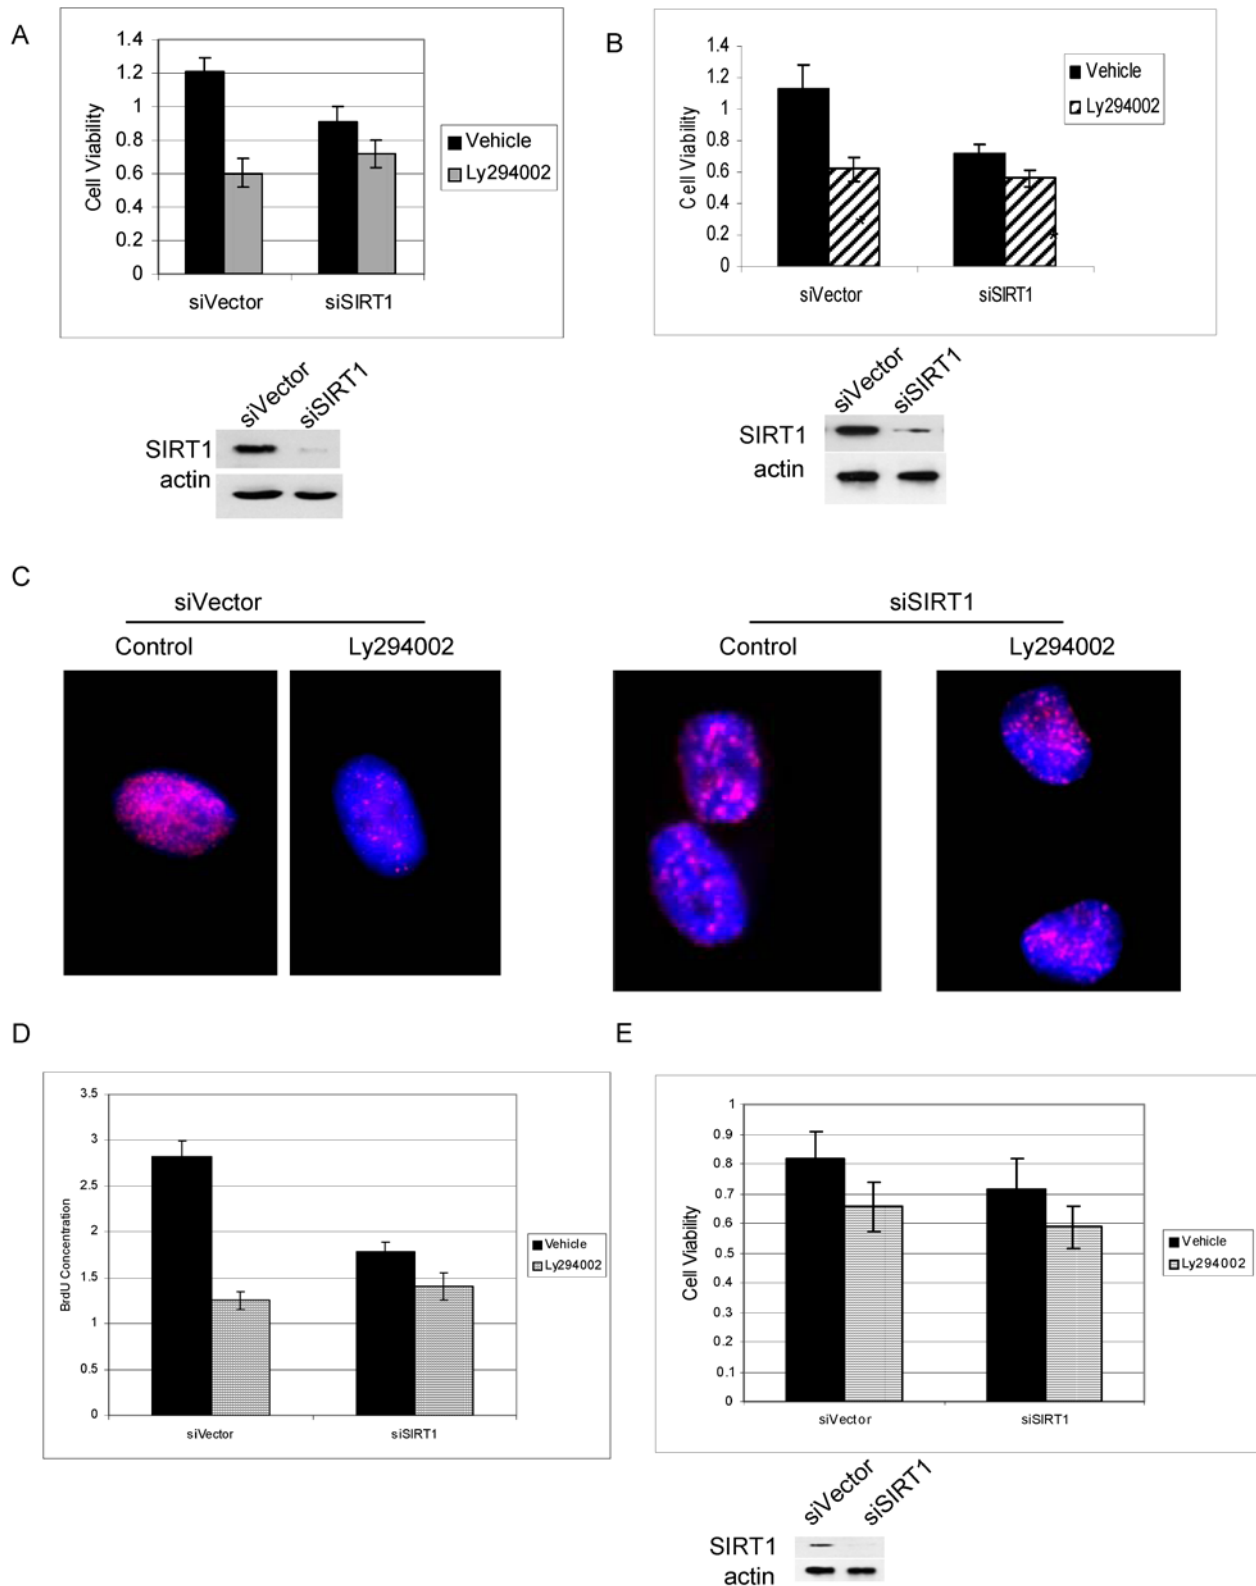 A
1.4
1.2
1
0.8
0.6
0.4
0.2
0
Cell Viability
siVector
siSIRT1
Vehicle
Ly294002
siVector
siSIRT1
SIRT1
actin
B
1.4
1.2
1
0.8
0.6
0.4
0.2
0
Cell Viability
siVector
siSIRT1
Vehicle
Ly294002
siVector
siSIRT1
SIRT1
actin
C
siVector
Control
Ly294002
siSIRT1
Control
Ly294002
D
3.5
3
2.5
2
1.5
1
0.5
0
BrdU Concentration
siVector
siSIRT1
Vehicle
Ly294002
E
1
0.9
0.8
0.7
0.6
0.5
0.4
0.3
0.2
0.1
0
Cell Viability
siVector
siSIRT1
Vehicle
Ly294002
siVector
siSIRT1
SIRT1
actin